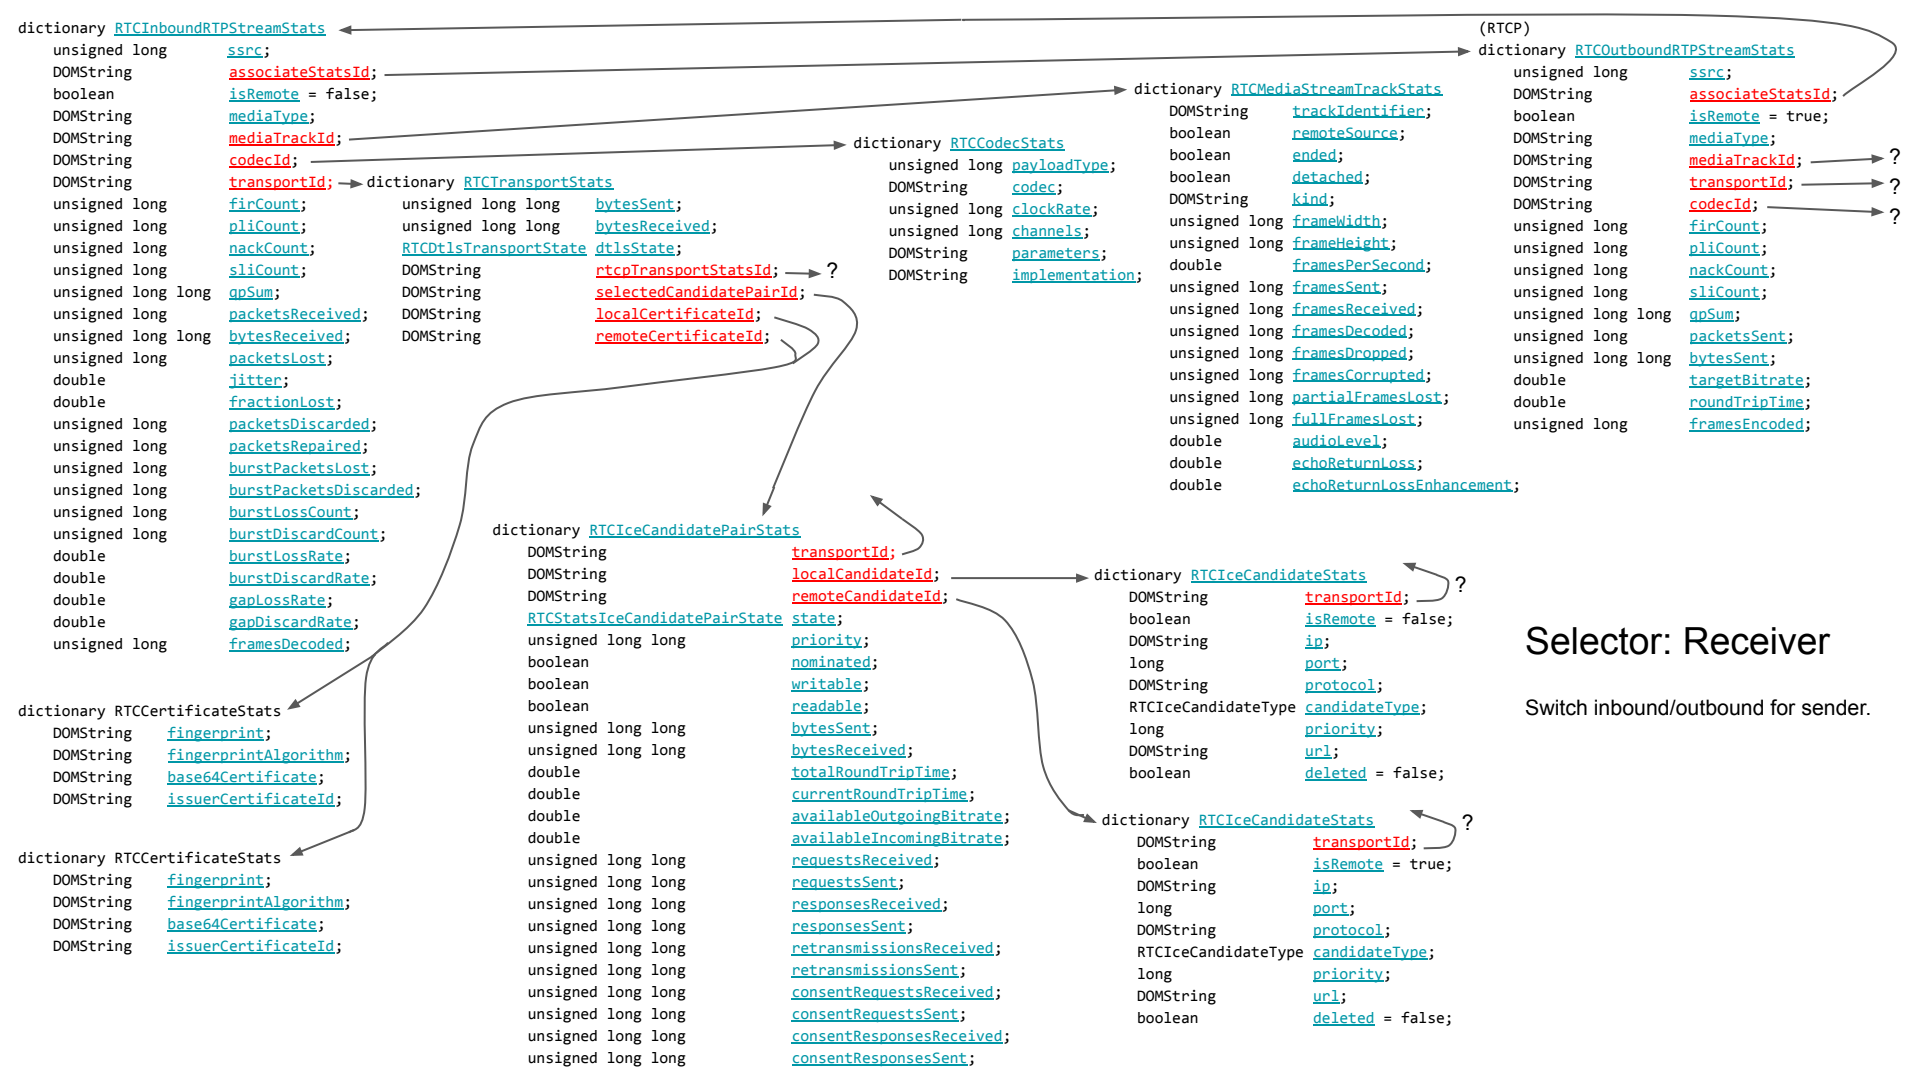 dictionary RTCInboundRTPStreamStats
unsigned long ssrc;
DOMString associateStatsId;
boolean isRemote = false;
DOMString mediaType;
DOMString mediaTrackId;
DOMString codecId;
DOMString transportId;
unsigned long firCount;
unsigned long pliCount;
unsigned long nackCount;
unsigned long sliCount;
unsigned long long qpSum;
unsigned long packetsReceived;
unsigned long long bytesReceived;
unsigned long packetsLost;
double jitter;
double fractionLost;
unsigned long packetsDiscarded;
unsigned long packetsRepaired;
unsigned long burstPacketsLost;
unsigned long burstPacketsDiscarded;
unsigned long burstLossCount;
unsigned long burstDiscardCount;
double burstLossRate;
double burstDiscardRate;
double gapLossRate;
double gapDiscardRate;
unsigned long framesDecoded;
dictionary RTCCertificateStats
DOMString fingerprint;
DOMString fingerprintAlgorithm;
DOMString base64Certificate;
DOMString issuerCertificateId;
dictionary RTCCertificateStats
DOMString fingerprint;
DOMString fingerprintAlgorithm;
DOMString base64Certificate;
DOMString issuerCertificateId;
dictionary RTCTransportStats
unsigned long long bytesSent;
unsigned long long bytesReceived;
RTCDtlsTransportState dtlsState;
DOMString rtcpTransportStatsId; ?
DOMString selectedCandidatePairId;
DOMString localCertificateId;
DOMString remoteCertificateId;
dictionary RTCIceCandidatePairStats
DOMString transportId;
DOMString localCandidateId;
DOMString remoteCandidateId;
RTCStatsIceCandidatePairState state;
unsigned long long priority;
boolean nominated;
boolean writable;
boolean readable;
unsigned long long bytesSent;
unsigned long long bytesReceived;
double totalRoundTripTime;
double currentRoundTripTime;
double availableOutgoingBitrate;
double availableIncomingBitrate;
unsigned long long requestsReceived;
unsigned long long requestsSent;
unsigned long long responsesReceived;
unsigned long long responsesSent;
unsigned long long retransmissionsReceived;
unsigned long long retransmissionsSent;
unsigned long long consentRequestsReceived;
unsigned long long consentRequestsSent;
unsigned long long consentResponsesReceived;
unsigned long long consentResponsesSent;
dictionary RTCCodecStats
unsigned long payloadType;
DOMString codec;
unsigned long clockRate;
unsigned long channels;
DOMString parameters;
DOMString implementation;
dictionary RTCMediaStreamTrackStats
DOMString trackIdentifier;
boolean remoteSource;
boolean ended;
boolean detached;
DOMString kind;
unsigned long frameWidth;
unsigned long frameHeight;
double framesPerSecond;
unsigned long framesSent;
unsigned long framesReceived;
unsigned long framesDecoded;
unsigned long framesDropped;
unsigned long framesCorrupted;
unsigned long partialFramesLost;
unsigned long fullFramesLost;
double audioLevel;
double echoReturnLoss;
double echoReturnLossEnhancement;
dictionary RTCIceCandidateStats
DOMString transportId; ?
boolean isRemote = false;
DOMString ip;
long port;
DOMString protocol;
RTCIceCandidateType candidateType;
long priority;
DOMString url;
boolean deleted = false;
dictionary RTCIceCandidateStats
DOMString transportId; ?
boolean isRemote = true;
DOMString ip;
long port;
DOMString protocol;
RTCIceCandidateType candidateType;
long priority;
DOMString url;
boolean deleted = false;
(RTCP)
dictionary RTCOutboundRTPStreamStats
unsigned long ssrc;
DOMString associateStatsId;
boolean isRemote = true;
DOMString mediaType;
DOMString mediaTrackId; ?
DOMString transportId; ?
DOMString codecId; ?
unsigned long firCount;
unsigned long pliCount;
unsigned long nackCount;
unsigned long sliCount;
unsigned long long qpSum;
unsigned long packetsSent;
unsigned long long bytesSent;
double targetBitrate;
double roundTripTime;
unsigned long framesEncoded;
Selector: Receiver
Switch inbound/outbound for sender.